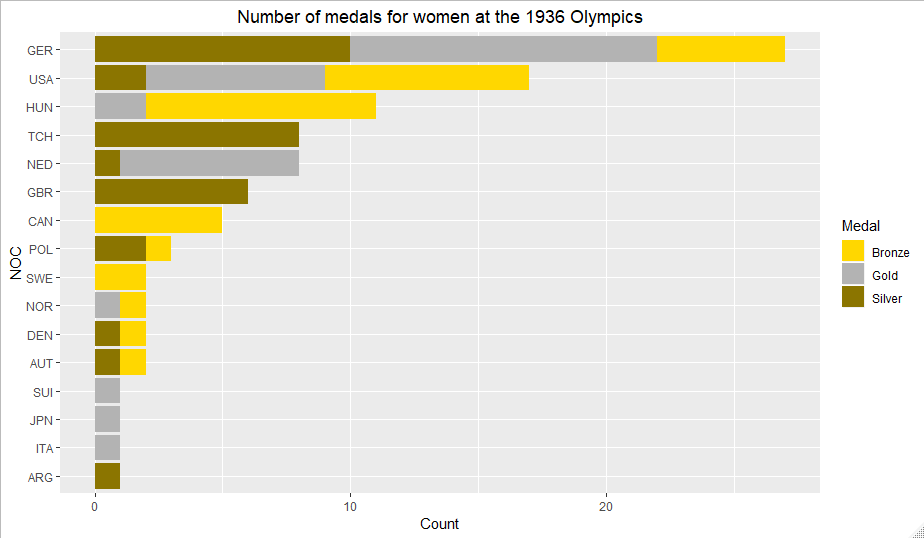 Number of medals for women at the 1936 Olympics
NOC
GER
USA
HUN
TCH
NED
GBR
CAN
POL
SWE
NOR
DEN
AUT
SUI
JPN
ITA
ARG
0 10 20
Count
Medal
Bronze
Gold
Silver